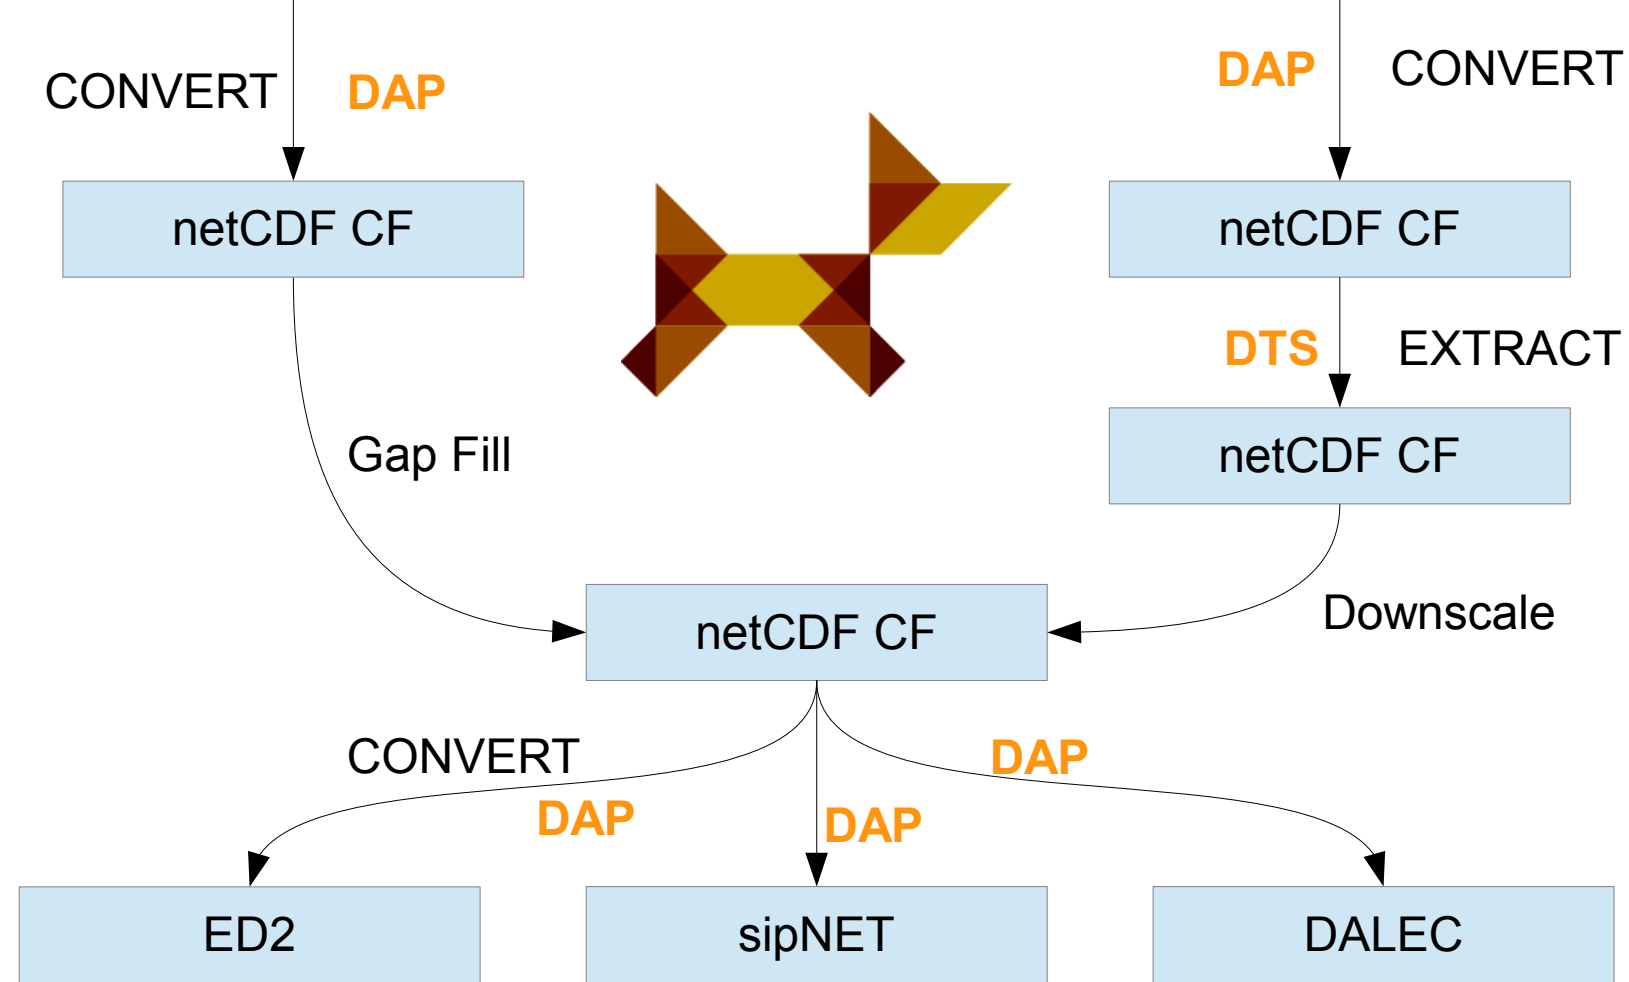 CONVERT
DAP
DAP
CONVERT
netCDF CF
netCDF CF
DTS
EXTRACT
Gap Fill
netCDF CF
netCDF CF
Downscale
CONVERT
DAP
DAP
DAP
ED2
sipNET
DALEC